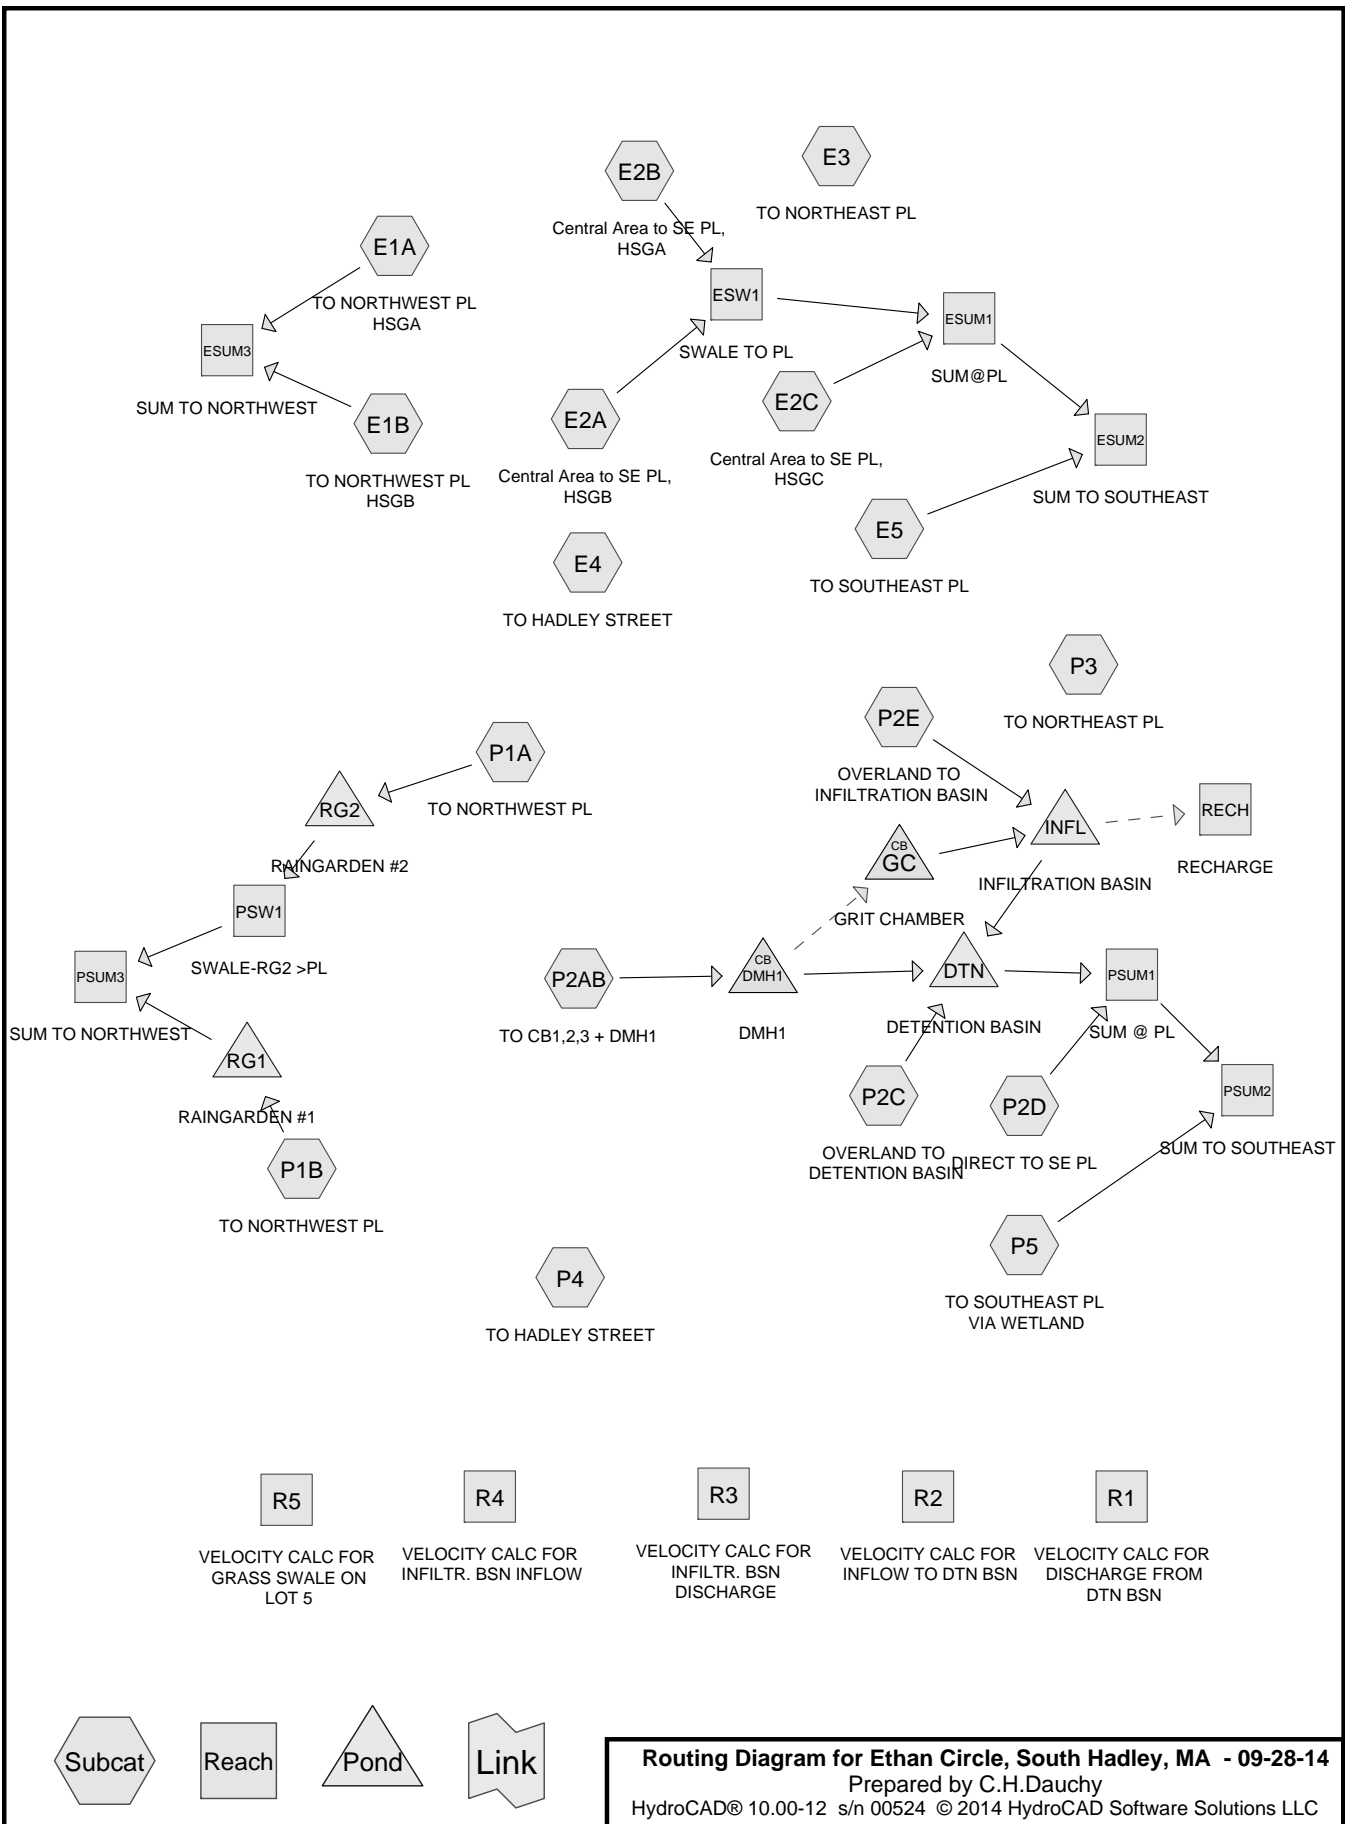 E3
TO NORTHEAST PL
E2B
Central Area to SE PL,
HSGA
E1A
TO NORTHWEST PL
HSGA
ESW1
SWALE TO PL
ESUM1
SUM@PL
ESUM3
SUM TO NORTHWEST
E1B
TO NORTHWEST PL
HSGB
E2A
Central Area to SE PL,
HSGB
E2C
Central Area to SE PL,
HSGC
ESUM2
SUM TO SOUTHEAST
E5
TO SOUTHEAST PL
E4
TO HADLEY STREET
P3
TO NORTHEAST PL
P2E
OVERLAND TO
INFILTRATION BASIN
P1A
TO NORTHWEST PL
RG2
RAINGARDEN #2
INFL
INFILTRATION BASIN
RECH
RECHARGE
CB
GC
GRIT CHAMBER
PSW1
SWALE-RG2 >PL
PSUM3
SUM TO NORTHWEST
P2AB
TO CB1,2,3 + DMH1
CB
DMH1
DMH1
DTN
DETENTION BASIN
PSUM1
SUM @ PL
RG1
RAINGARDEN #1
P2C
OVERLAND TO
DETENTION BASIN
P2D
DIRECT TO SE PL
PSUM2
SUM TO SOUTHEAST
P1B
TO NORTHWEST PL
P5
TO SOUTHEAST PL
VIA WETLAND
P4
TO HADLEY STREET
R5
VELOCITY CALC FOR
GRASS SWALE ON
LOT 5
R4
VELOCITY CALC FOR
INFILTR. BSN INFLOW
R3
VELOCITY CALC FOR
INFILTR. BSN
DISCHARGE
R2
VELOCITY CALC FOR
INFLOW TO DTN BSN
R1
VELOCITY CALC FOR
DISCHARGE FROM
DTN BSN
Subcat
Reach
Pond
Link
Routing Diagram for Ethan Circle, South Hadley, MA - 09-28-14
Prepared by C.H.Dauchy
HydroCAD® 10.00-12 s/n 00524 © 2014 HydroCAD Software Solutions LLC